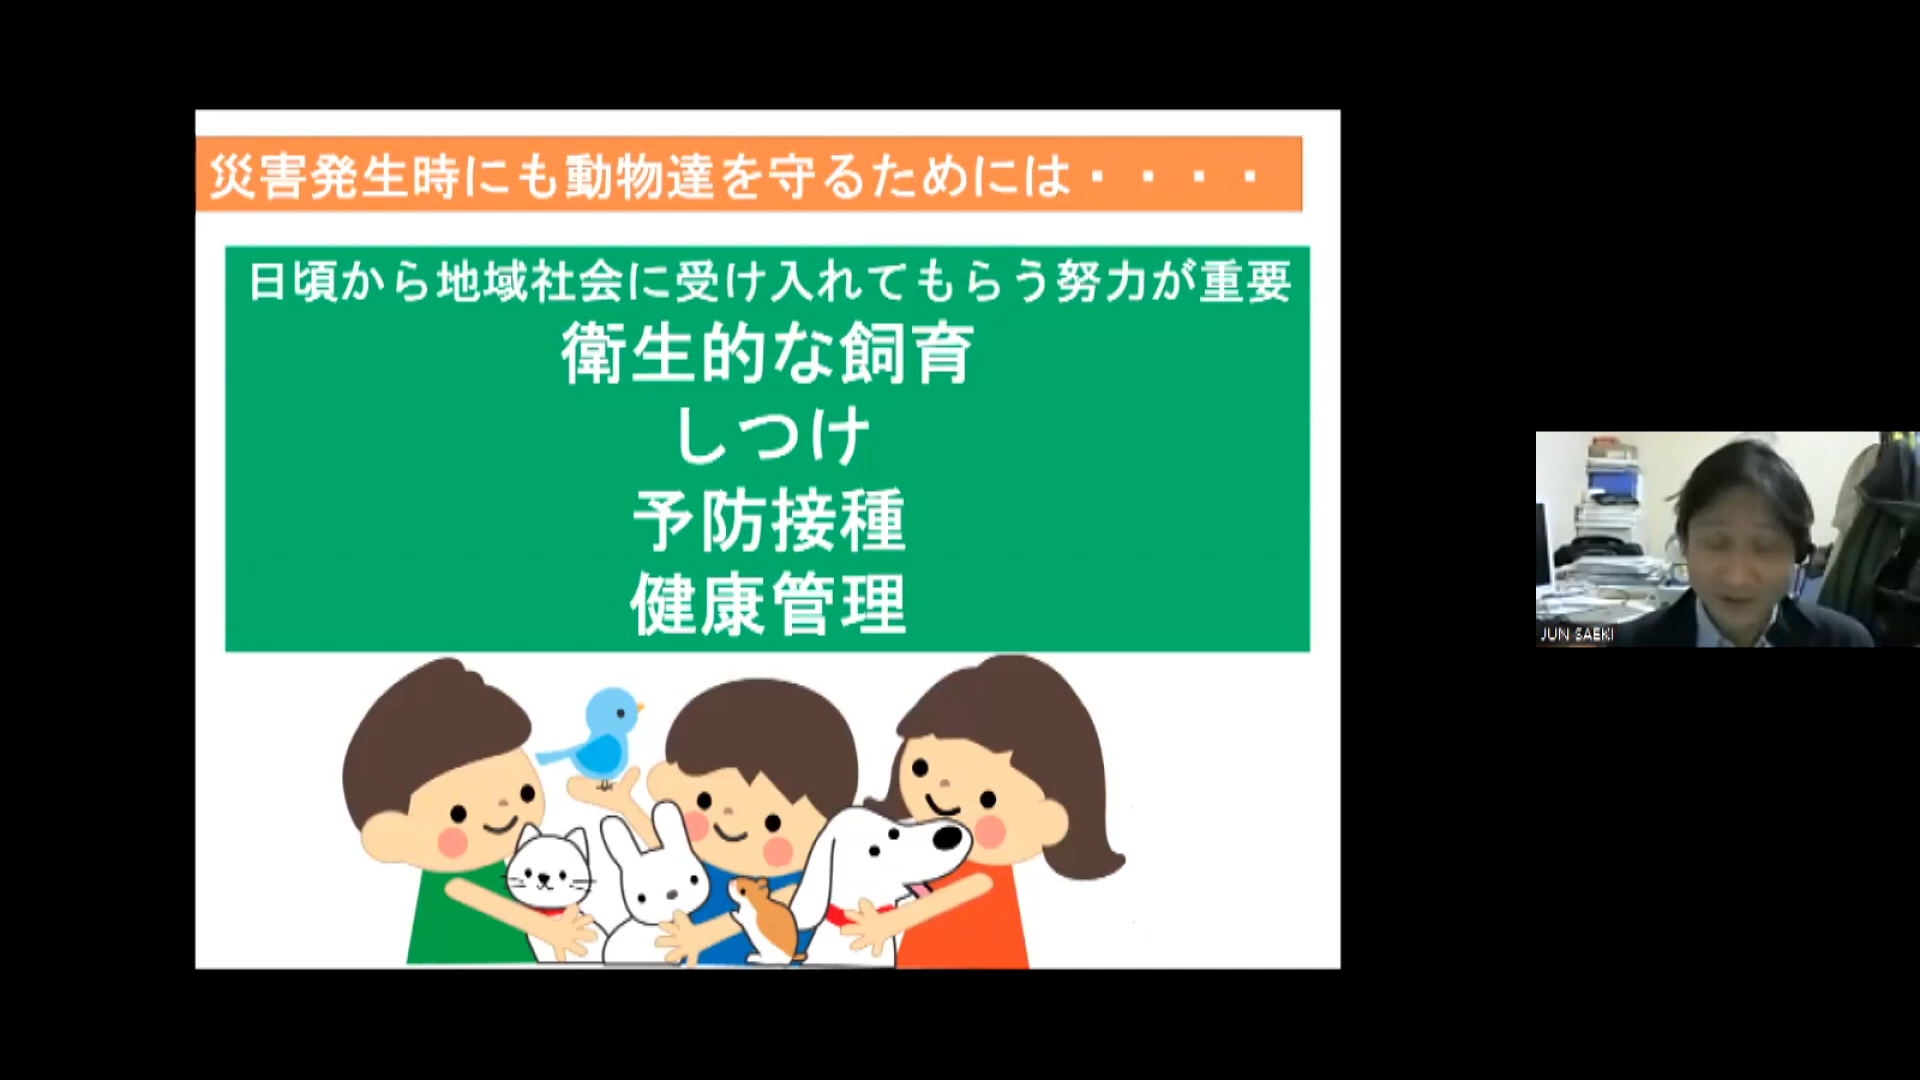 災害発生時にも動物達を守るためには・・・・
日頃から地域社会に受け入れてもらう努力が重要
衛生的な飼育
しつけ
予防接種
健康管理
JUN SAEKI